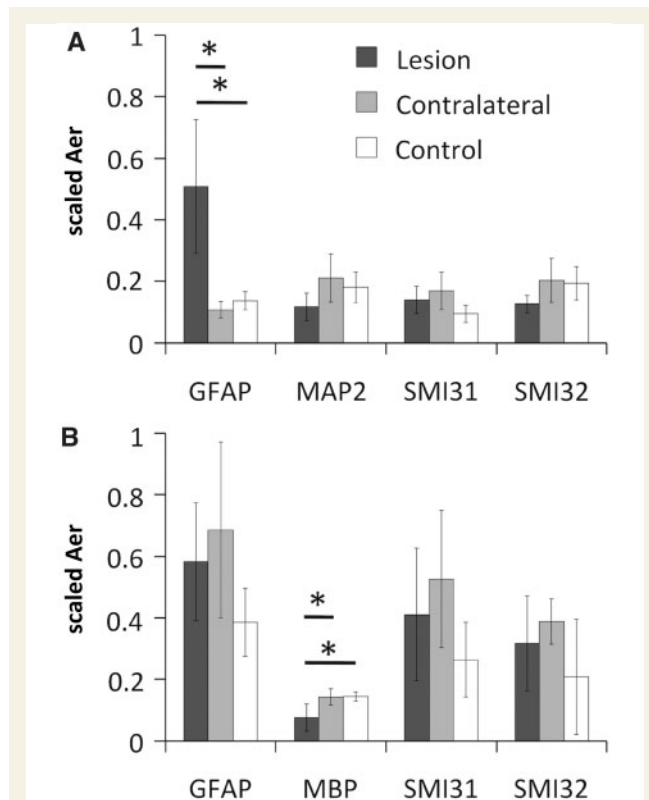 A
1
0.8
0.6
0.4
0.2
0
scaled Aer
*
*
Lesion
Contralateral
Control
GFAP MAP2 SMI31 SMI32
B
1
0.8
0.6
0.4
0.2
0
scaled Aer
*
*
GFAP MBP SMI31 SMI32